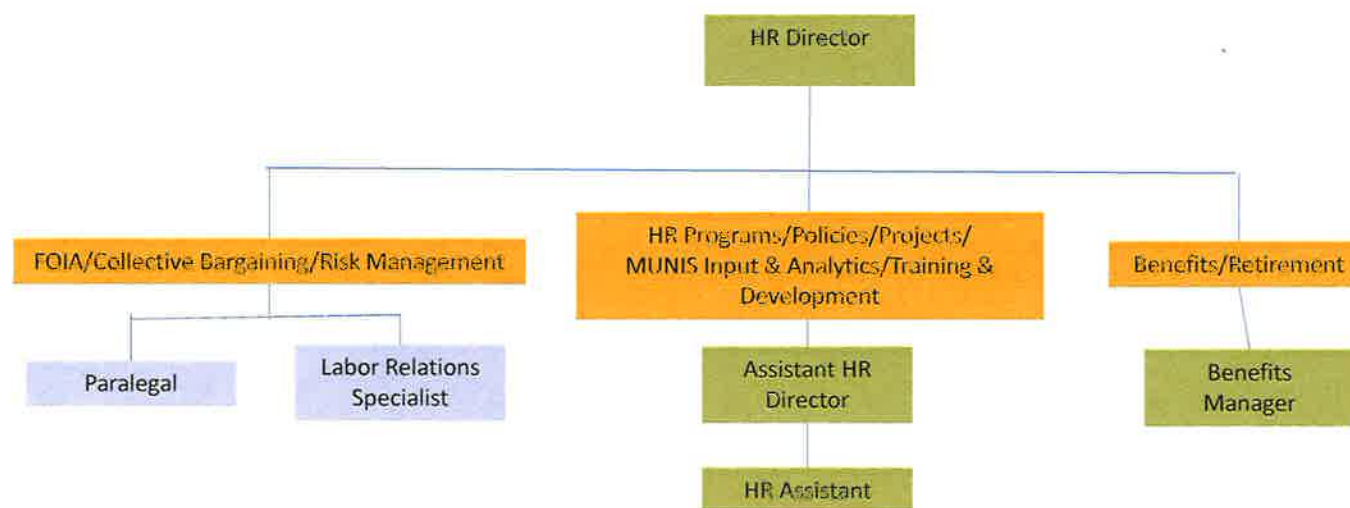 HR Director
FOIA/Collective Bargaining/Risk Management
HR Programs/Policies/Projects/
MUNIS Input & Analytics/Training &
Development
Benefits/Retirement
Paralegal
Labor Relations
Specialist
Assistant HR
Director
Benefits
Manager
HR Assistant